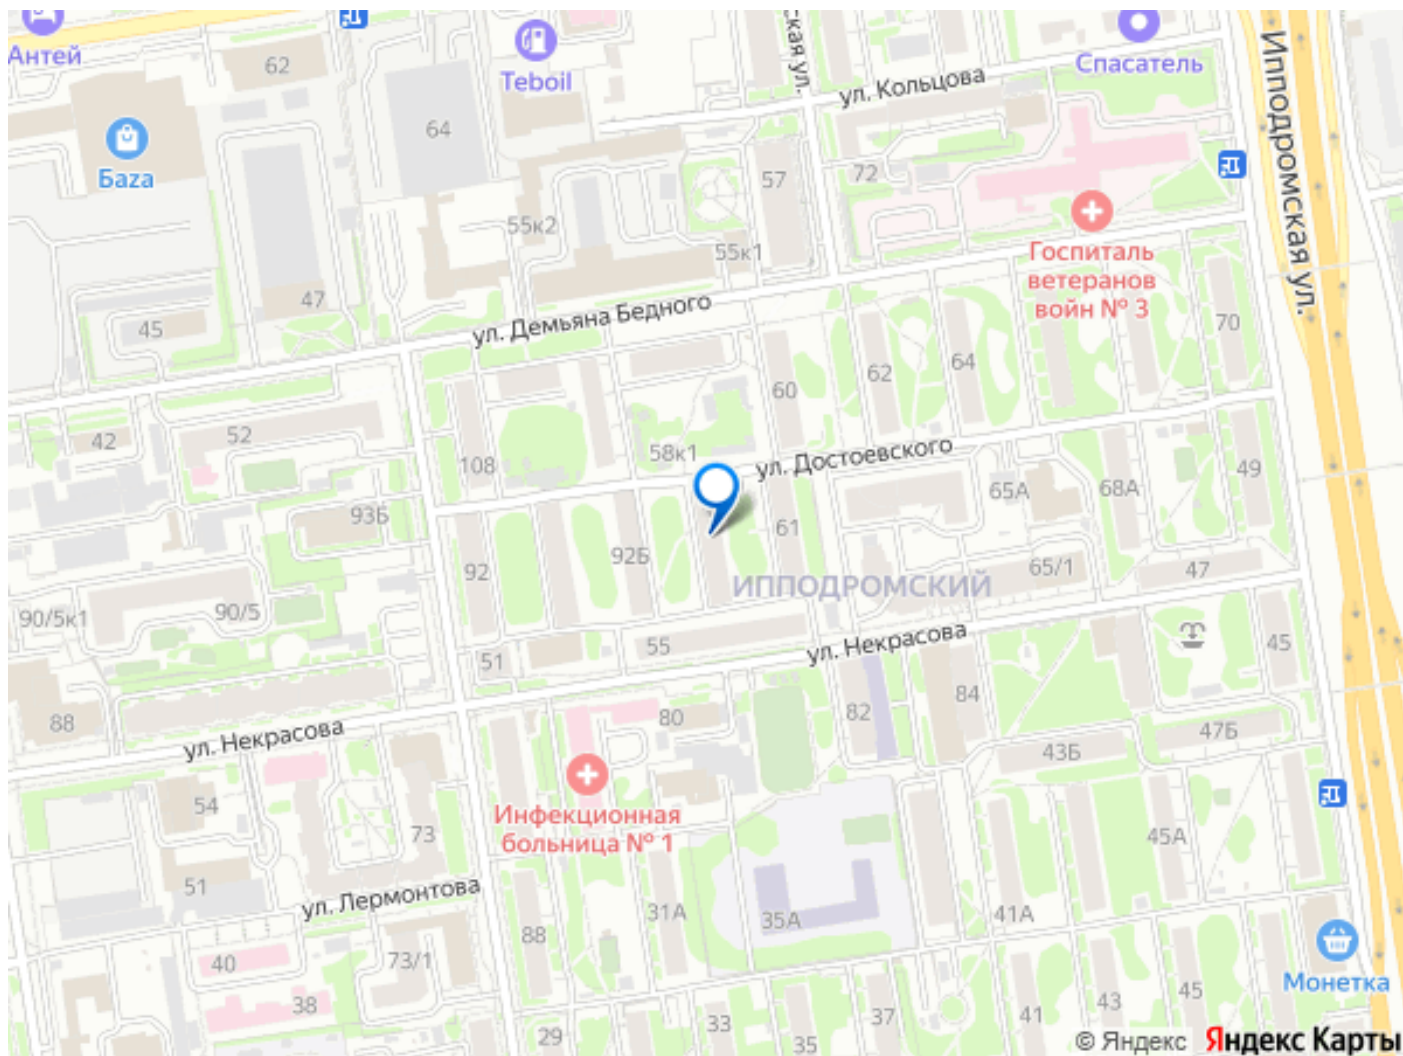 Антей
62
Teboil
ская ул.
ул. Кольцова
Спасатель
Ипподромская ул.
64
Баzа
57
72
55к2
55к1
Госпиталь
ветеранов
войн № 3
47
45
ул. Демьяна Бедного
70
60
62
64
42
52
108
58к1
ул. Достоевского
65А
68А
49
93Б
61
92
92Б
ИППОДРОМСКИЙ
65/1
47
90/5к1
90/5
55
51
ул. Некрасова
45
88
ул. Некрасова
80
82
84
47Б
43Б
54
73
Инфекционная
больница № 1
45А
51
ул. Лермонтова
31А
35А
41А
88
40
73/1
38
Монетка
29
33
35
37
41
43
45
© Яндекс Яндекс Карты